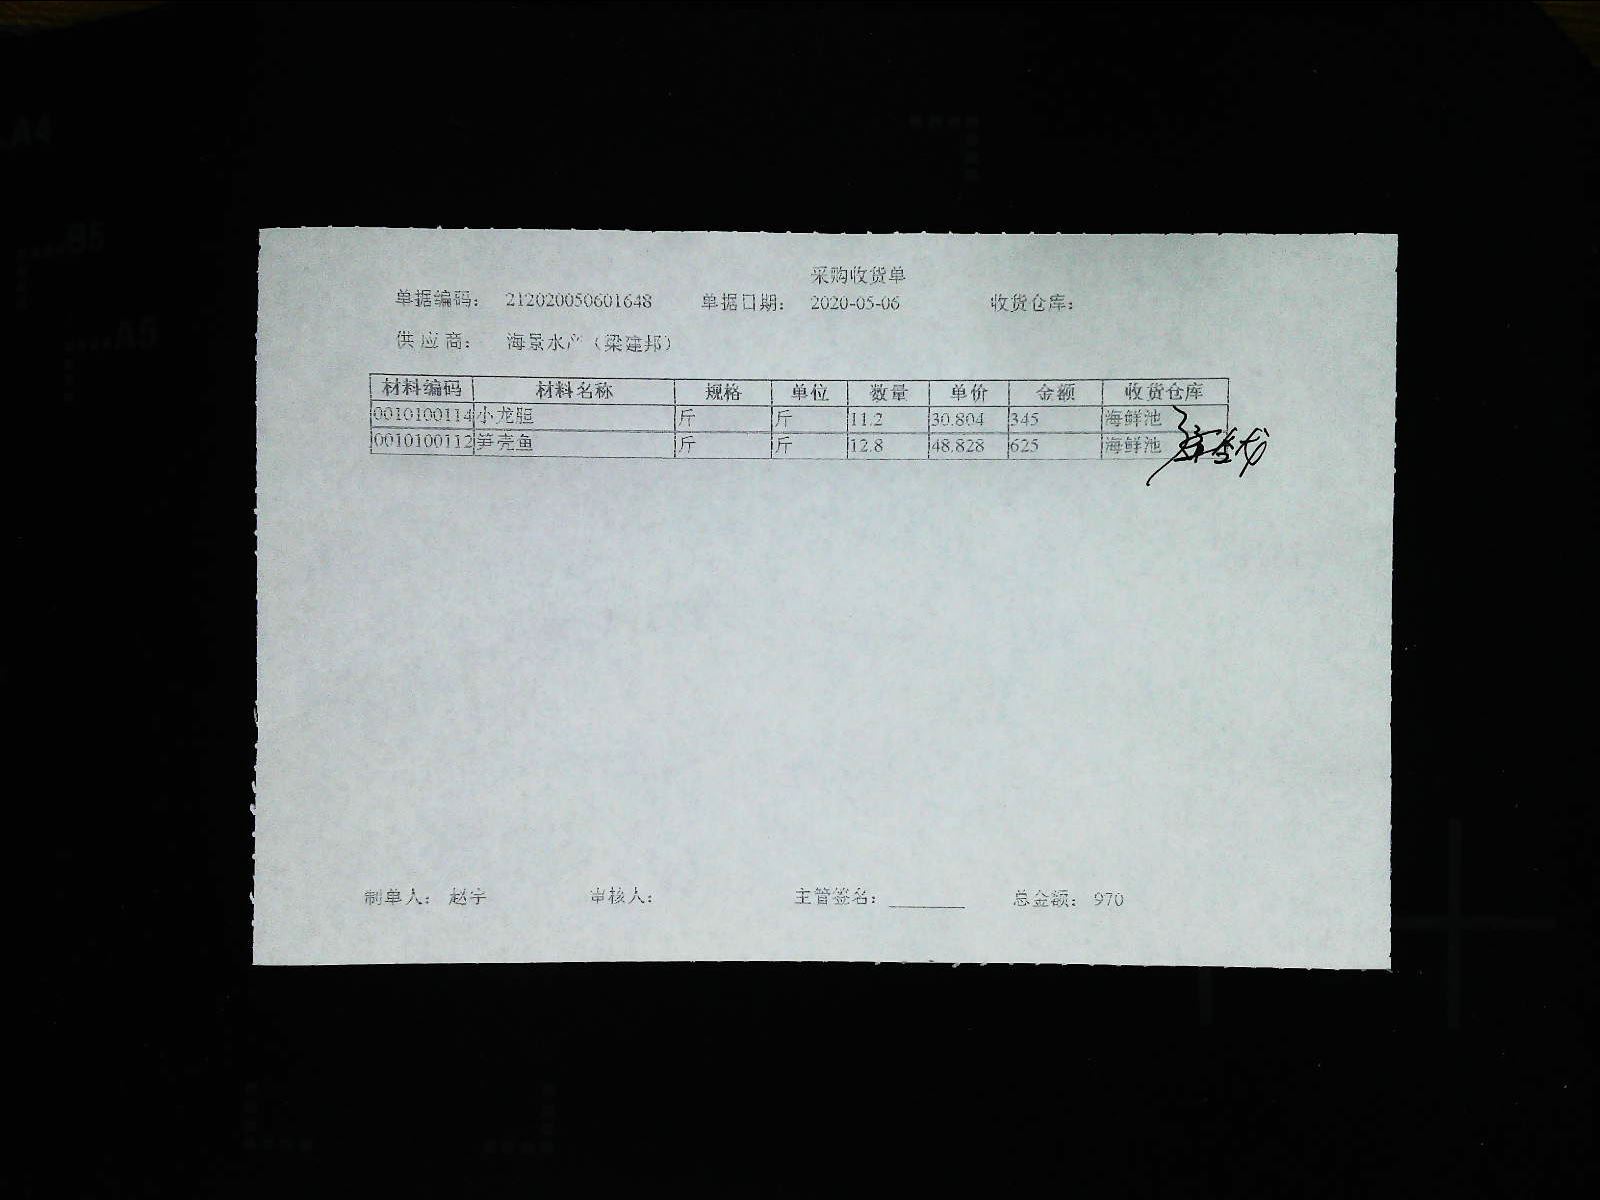 采购收货单
单据编码： 212020050601648 单据日期： 2020-05-06 收货仓库：
供应商： 海景水产（梁建邦）
材料编码 材料名称 规格 单位 数量 单价 金额 收货仓库
0010100114 小龙胆 斤 斤 11.2 30.804 345 海鲜池
0010100112 笋壳鱼 斤 斤 12.8 48.828 625 海鲜池
制单人： 赵宇 审核人： 主管签名： 总金额： 970
A4
B5
A5